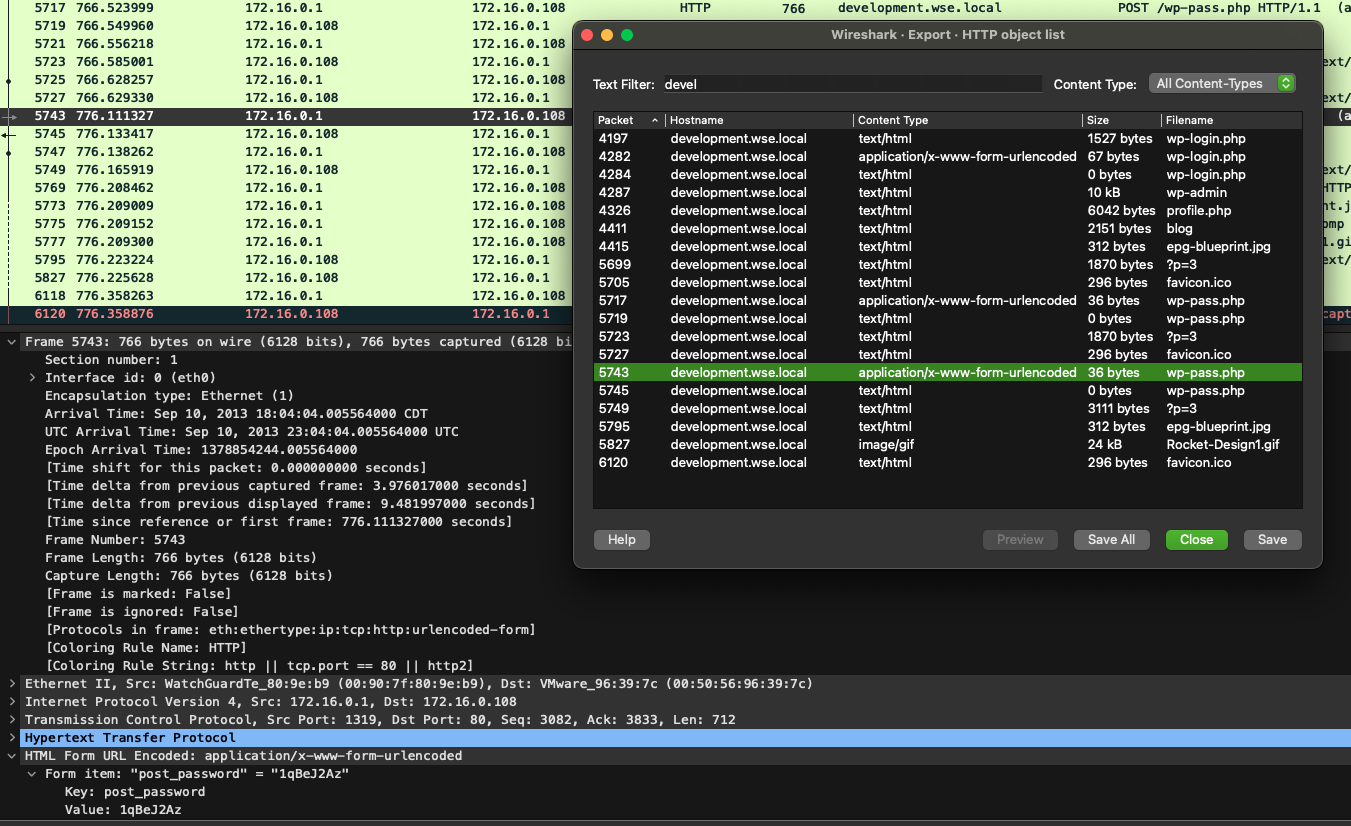 5717 766.523999 172.16.0.1 172.16.0.108 HTTP 766 development.wse.local POST /wp-pass.php HTTP/1.1 (a
5719 766.549960 172.16.0.108 172.16.0.1
5721 766.556218 172.16.0.1 172.16.0.108
5723 766.585001 172.16.0.108 172.16.0.1 ext/
5725 766.628257 172.16.0.1 172.16.0.108
5727 766.629330 172.16.0.108 172.16.0.1 ext/
5743 776.111327 172.16.0.1 172.16.0.108 (a
5745 776.133417 172.16.0.108 172.16.0.1
5747 776.138262 172.16.0.1 172.16.0.108
5749 776.165919 172.16.0.108 172.16.0.1 ext/
5769 776.208462 172.16.0.1 172.16.0.108 HTTP
5773 776.209009 172.16.0.1 172.16.0.108 nt.j
5775 776.209152 172.16.0.1 172.16.0.108 omp
5777 776.209300 172.16.0.1 172.16.0.108 1.gi
5795 776.223224 172.16.0.108 172.16.0.1 ext/
5827 776.225628 172.16.0.108 172.16.0.1
6118 776.358263 172.16.0.1 172.16.0.108
6120 776.358876 172.16.0.108 172.16.0.1 capt
Wireshark · Export · HTTP object list
Text Filter: devel Content Type: All Content-Types
Packet Hostname Content Type Size Filename
4197 development.wse.local text/html 1527 bytes wp-login.php
4282 development.wse.local application/x-www-form-urlencoded 67 bytes wp-login.php
4284 development.wse.local text/html 0 bytes wp-login.php
4287 development.wse.local text/html 10 kB wp-admin
4326 development.wse.local text/html 6042 bytes profile.php
4411 development.wse.local text/html 2151 bytes blog
4415 development.wse.local text/html 312 bytes epg-blueprint.jpg
5699 development.wse.local text/html 1870 bytes ?p=3
5705 development.wse.local text/html 296 bytes favicon.ico
5717 development.wse.local application/x-www-form-urlencoded 36 bytes wp-pass.php
5719 development.wse.local text/html 0 bytes wp-pass.php
5723 development.wse.local text/html 1870 bytes ?p=3
5727 development.wse.local text/html 296 bytes favicon.ico
5743 development.wse.local application/x-www-form-urlencoded 36 bytes wp-pass.php
5745 development.wse.local text/html 0 bytes wp-pass.php
5749 development.wse.local text/html 3111 bytes ?p=3
5795 development.wse.local text/html 312 bytes epg-blueprint.jpg
5827 development.wse.local image/gif 24 kB Rocket-Design1.gif
6120 development.wse.local text/html 296 bytes favicon.ico
Help Preview Save All Close Save
Frame 5743: 766 bytes on wire (6128 bits), 766 bytes captured (6128 bi
Section number: 1
Interface id: 0 (eth0)
Encapsulation type: Ethernet (1)
Arrival Time: Sep 10, 2013 18:04:04.005564000 CDT
UTC Arrival Time: Sep 10, 2013 23:04:04.005564000 UTC
Epoch Arrival Time: 1378854244.005564000
[Time shift for this packet: 0.000000000 seconds]
[Time delta from previous captured frame: 3.976017000 seconds]
[Time delta from previous displayed frame: 9.481997000 seconds]
[Time since reference or first frame: 776.111327000 seconds]
Frame Number: 5743
Frame Length: 766 bytes (6128 bits)
Capture Length: 766 bytes (6128 bits)
[Frame is marked: False]
[Frame is ignored: False]
[Protocols in frame: eth:ethertype:ip:tcp:http:urlencoded-form]
[Coloring Rule Name: HTTP]
[Coloring Rule String: http || tcp.port == 80 || http2]
Ethernet II, Src: WatchGuardTe_80:9e:b9 (00:90:7f:80:9e:b9), Dst: VMware_96:39:7c (00:50:56:96:39:7c)
Internet Protocol Version 4, Src: 172.16.0.1, Dst: 172.16.0.108
Transmission Control Protocol, Src Port: 1319, Dst Port: 80, Seq: 3082, Ack: 3833, Len: 712
Hypertext Transfer Protocol
HTML Form URL Encoded: application/x-www-form-urlencoded
Form item: "post_password" = "1qBeJ2Az"
Key: post_password
Value: 1qBeJ2Az